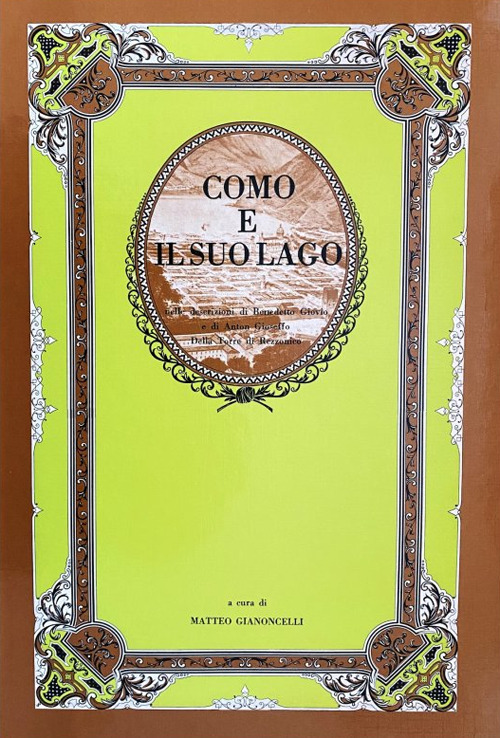 COMO
E
IL SUO LAGO
nelle descrizioni di Benedetto Giovio
e di Anton Gioseffo
Della Torre di Rezzonico
a cura di
MATTEO GIANONCELLI